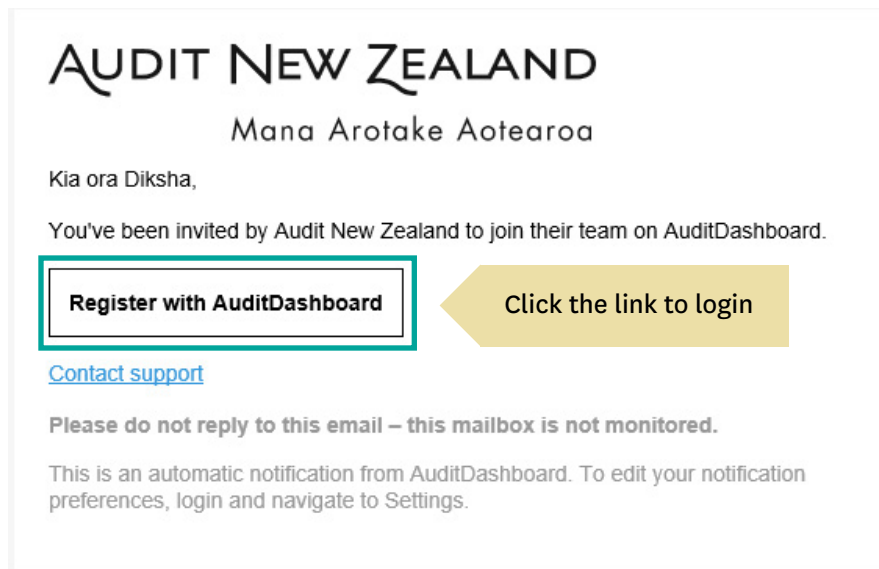 AUDIT NEW ZEALAND
Mana Arotake Aotearoa
Kia ora Diksha,
You've been invited by Audit New Zealand to join their team on AuditDashboard.
Register with AuditDashboard
Click the link to login
Contact support
Please do not reply to this email – this mailbox is not monitored.
This is an automatic notification from AuditDashboard. To edit your notification
preferences, login and navigate to Settings.